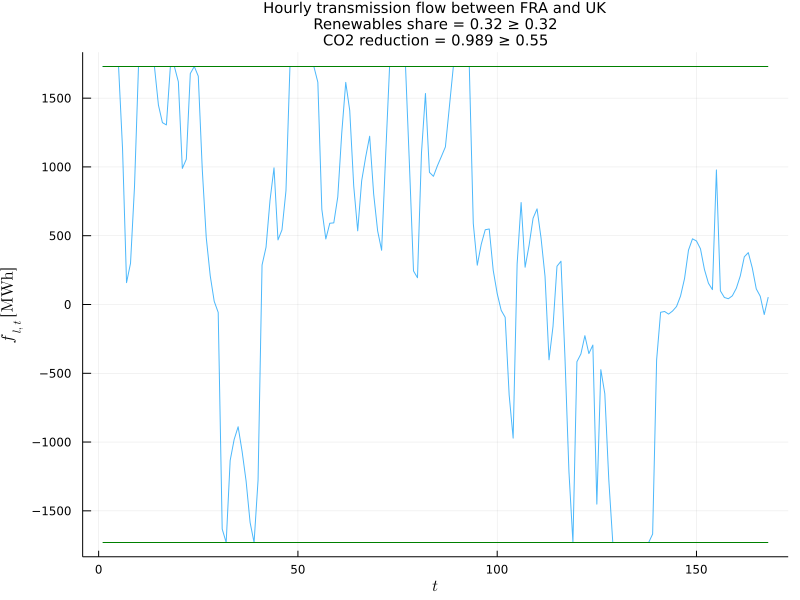 Hourly transmission flow between FRA and UK
Renewables share = 0.32 ≥ 0.32
CO2 reduction = 0.989 ≥ 0.55
f l,t [MWh]
1500
1000
500
0
−500
−1000
−1500
0 50 100 150
t